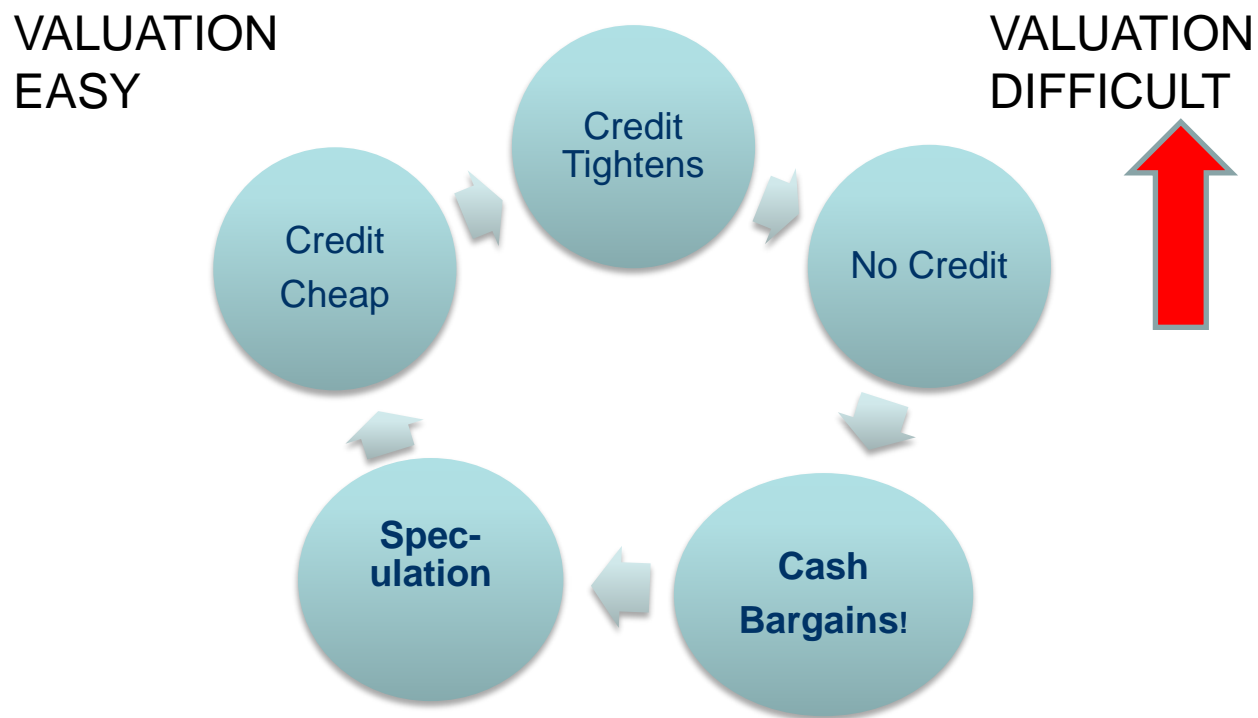 VALUATION
EASY
VALUATION
DIFFICULT
Credit
Tightens
Credit
Cheap
No Credit
Spec-
ulation
Cash
Bargains!